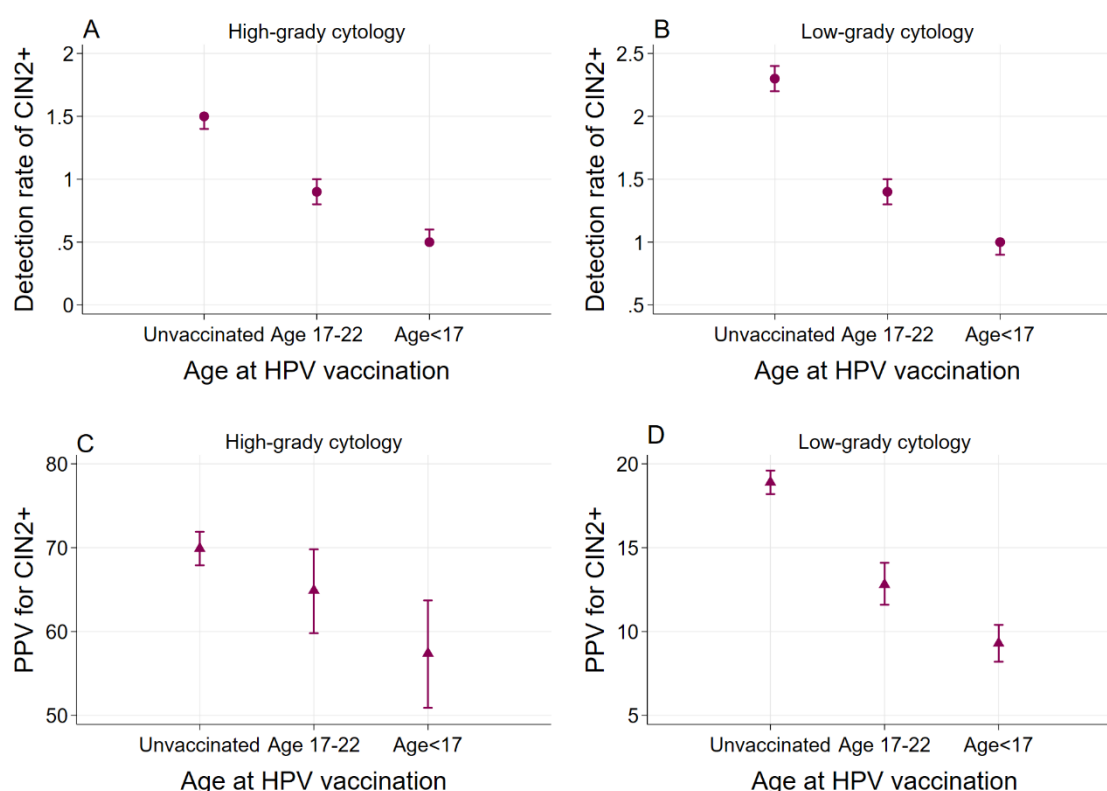 A
High-grady cytology
Detection rate of CIN2+
2
1.5
1
.5
0
Unvaccinated Age 17-22 Age<17
Age at HPV vaccination
B
Low-grady cytology
Detection rate of CIN2+
2.5
2
1.5
1
.5
Unvaccinated Age 17-22 Age<17
Age at HPV vaccination
C
High-grady cytology
PPV for CIN2+
80
70
60
50
Unvaccinated Age 17-22 Age<17
Age at HPV vaccination
D
Low-grady cytology
PPV for CIN2+
20
15
10
5
Unvaccinated Age 17-22 Age<17
Age at HPV vaccination